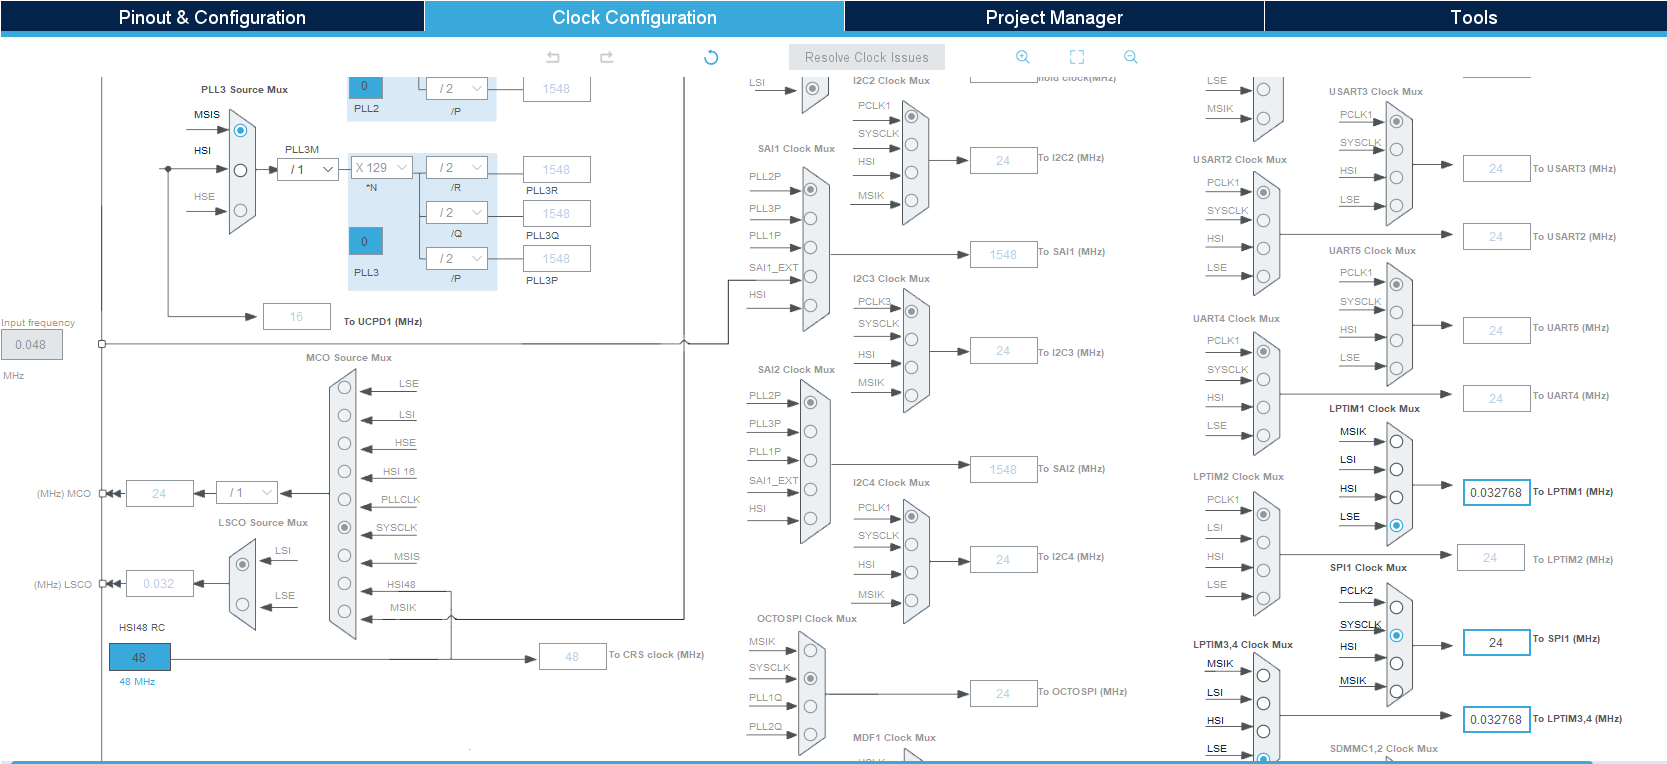 Pinout & Configuration
Clock Configuration
Project Manager
Tools
Resolve Clock Issues
PLL3 Source Mux
MSIS
HSI
HSE
PLL3M
/ 1
0
PLL2
/ 2
/P
1548
X 129
*N
/ 2
/R
1548
PLL3R
/ 2
/Q
1548
PLL3Q
0
PLL3
/ 2
/P
1548
PLL3P
16
To UCPD1 (MHz)
Input frequency
0.048
MHz
MCO Source Mux
LSE
LSI
HSE
HSI 16
PLLCLK
SYSCLK
MSIS
HSI48
MSIK
(MHz) MCO
24
/ 1
LSCO Source Mux
LSI
LSE
(MHz) LSCO
0.032
HSI48 RC
48
48 MHz
48
To CRS clock (MHz)
LSI
SAI1 Clock Mux
PLL2P
PLL3P
PLL1P
SAI1_EXT
HSI
1548
To SAI1 (MHz)
SAI2 Clock Mux
PLL2P
PLL3P
PLL1P
SAI1_EXT
HSI
1548
To SAI2 (MHz)
OCTOSPI Clock Mux
MSIK
SYSCLK
PLL1Q
PLL2Q
24
To OCTOSPI (MHz)
I2C2 Clock Mux
PCLK1
SYSCLK
HSI
MSIK
24
To I2C2 (MHz)
I2C3 Clock Mux
PCLK3
SYSCLK
HSI
MSIK
24
To I2C3 (MHz)
I2C4 Clock Mux
PCLK1
SYSCLK
HSI
MSIK
24
To I2C4 (MHz)
MDF1 Clock Mux
HCLK
clock(MHz)
LSE
MSIK
USART2 Clock Mux
PCLK1
SYSCLK
HSI
LSE
24
To USART2 (MHz)
UART4 Clock Mux
PCLK1
SYSCLK
HSI
LSE
24
To UART4 (MHz)
LPTIM2 Clock Mux
PCLK1
LSI
HSI
LSE
24
To LPTIM2 (MHz)
LPTIM3,4 Clock Mux
MSIK
LSI
HSI
LSE
0.032768
To LPTIM3,4 (MHz)
USART3 Clock Mux
PCLK1
SYSCLK
HSI
LSE
24
To USART3 (MHz)
UART5 Clock Mux
PCLK1
SYSCLK
HSI
LSE
24
To UART5 (MHz)
LPTIM1 Clock Mux
MSIK
LSI
HSI
LSE
0.032768
To LPTIM1 (MHz)
SPI1 Clock Mux
PCLK2
SYSCLK
HSI
MSIK
24
To SPI1 (MHz)
SDMMC1,2 Clock Mux